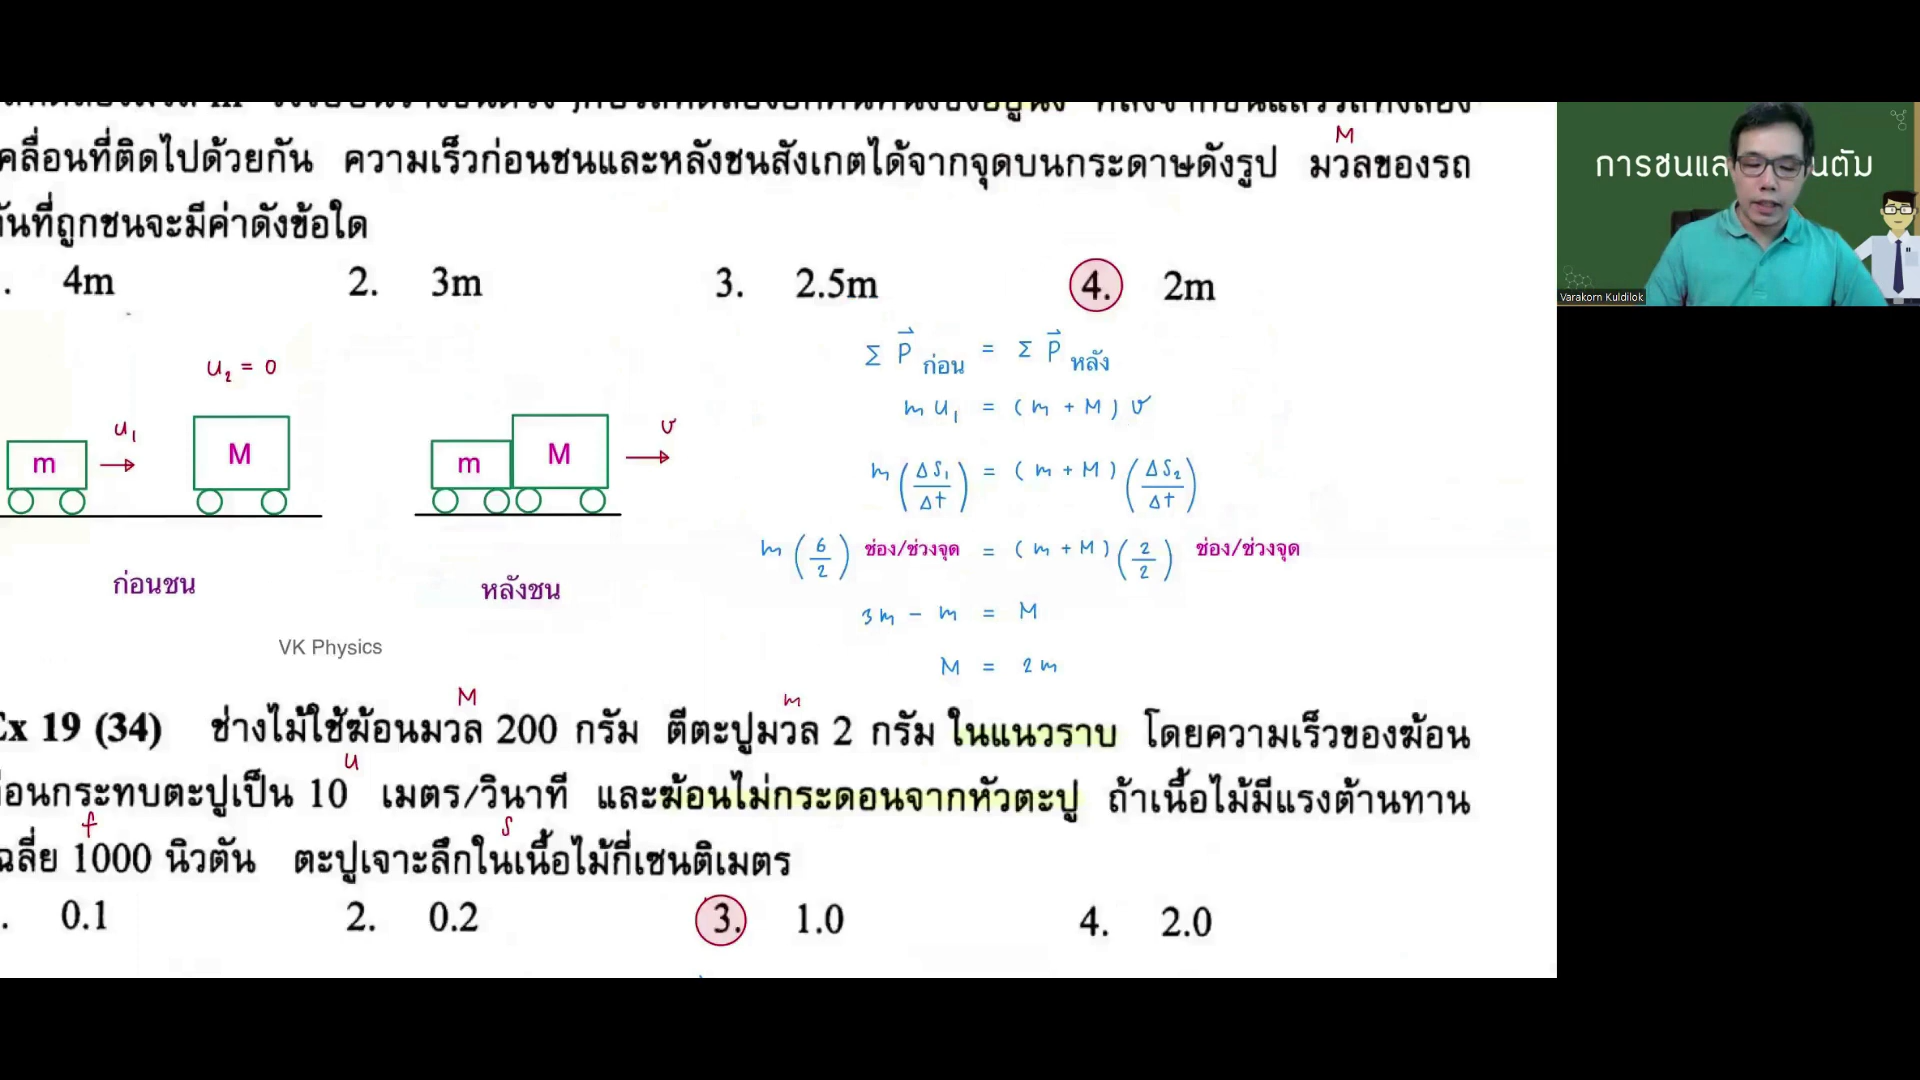 M
คลื่อนที่ติดไปด้วยกัน ความเร็วก่อนชนและหลังชนสังเกตได้จากจุดบนกระดาษดังรูป มวลของรถ
ันที่ถูกชนจะมีค่าดังข้อใด
. 4m 2. 3m 3. 2.5m 4. 2m
Σ P ก่อน = Σ P หลัง
u₂ = 0
m u₁ = (m + M) v
u₁ v
m M m M
m (Δs₁/Δt) = (m + M) (Δs₂/Δt)
m (6/2) ช่อง/ช่วงจุด = (m + M) (2/2) ช่อง/ช่วงจุด
ก่อนชน หลังชน
3m - m = M
VK Physics
M = 2m
M m
Ex 19 (34) ช่างไม้ใช้ฆ้อนมวล 200 กรัม ตีตะปูมวล 2 กรัม ในแนวราบ โดยความเร็วของฆ้อน
u
่อนกระทบตะปูเป็น 10 เมตร/วินาที และฆ้อนไม่กระดอนจากหัวตะปู ถ้าเนื้อไม้มีแรงต้านทาน
f s
ฉลี่ย 1000 นิวตัน ตะปูเจาะลึกในเนื้อไม้กี่เซนติเมตร
. 0.1 2. 0.2 3. 1.0 4. 2.0
Varakorn Kuldilok